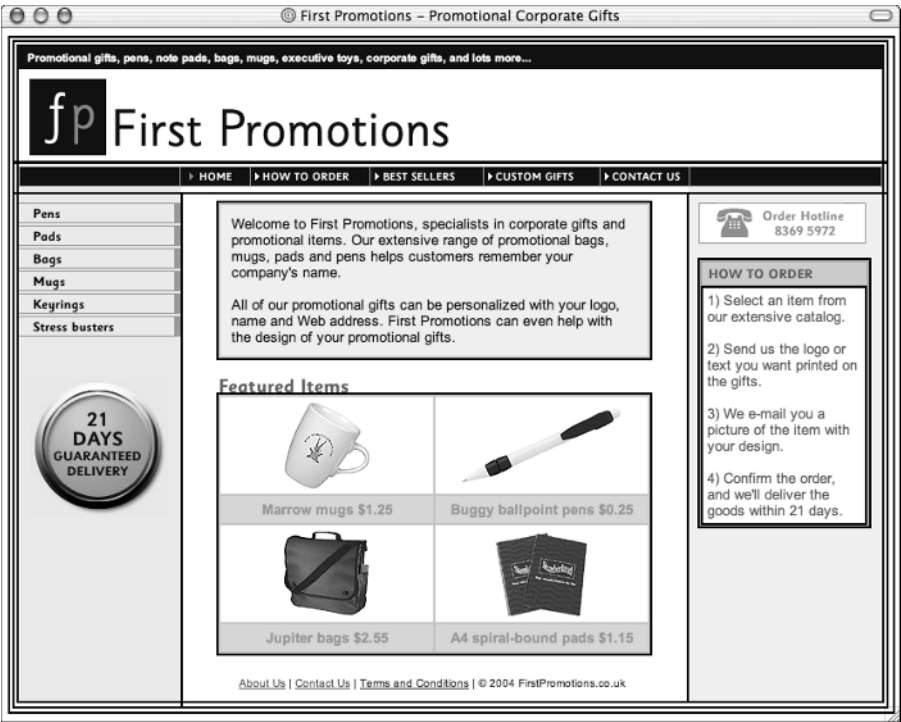 @ First Promotions – Promotional Corporate Gifts
Promotional gifts, pens, note pads, bags, mugs, executive toys, corporate gifts, and lots more...
fp First Promotions
HOME HOW TO ORDER BEST SELLERS CUSTOM GIFTS CONTACT US
Pens
Pads
Bags
Mugs
Keyrings
Stress busters
21
DAYS
GUARANTEED
DELIVERY
Welcome to First Promotions, specialists in corporate gifts and
promotional items. Our extensive range of promotional bags,
mugs, pads and pens helps customers remember your
company's name.
All of our promotional gifts can be personalized with your logo,
name and Web address. First Promotions can even help with
the design of your promotional gifts.
Featured Items
Marrow mugs $1.25
Buggy ballpoint pens $0.25
Jupiter bags $2.55
A4 spiral-bound pads $1.15
Order Hotline
8369 5972
HOW TO ORDER
1) Select an item from
our extensive catalog.
2) Send us the logo or
text you want printed on
the gifts.
3) We e-mail you a
picture of the item with
your design.
4) Confirm the order,
and we'll deliver the
goods within 21 days.
About Us | Contact Us | Terms and Conditions | © 2004 FirstPromotions.co.uk